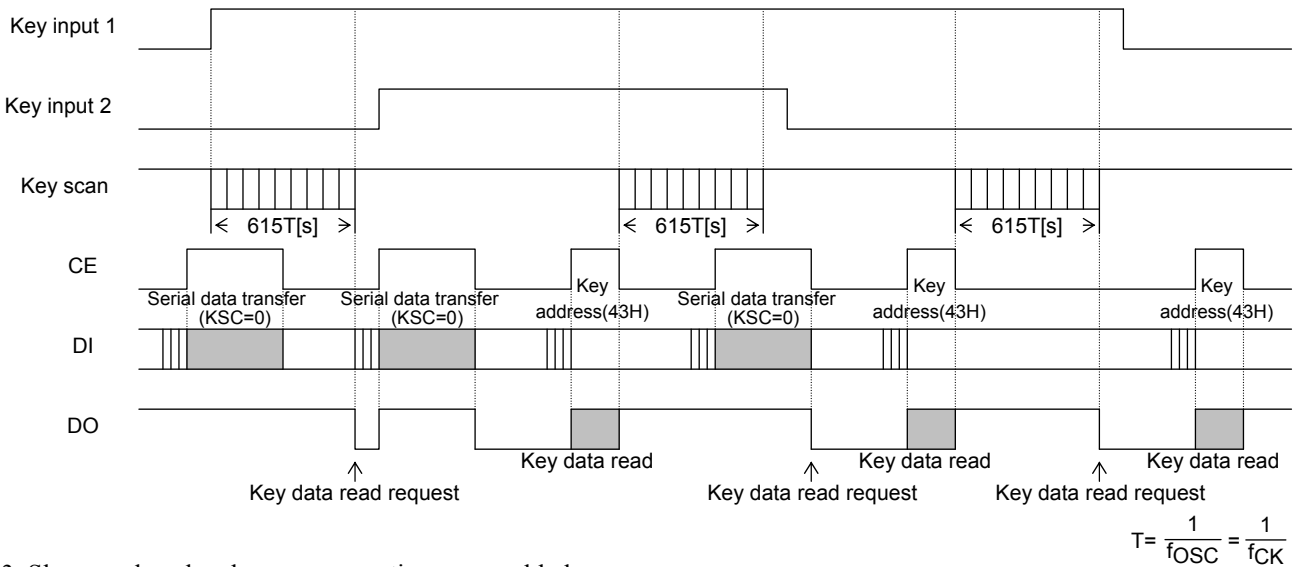 Key input 1
Key input 2
Key scan
615T[s] 615T[s] 615T[s]
CE
Serial data transfer (KSC=0)
Serial data transfer (KSC=0)
Key address(43H)
Serial data transfer (KSC=0)
Key address(43H)
Key address(43H)
DI
DO
Key data read Key data read Key data read
Key data read request Key data read request Key data read request
T= 1/fOSC = 1/fCK